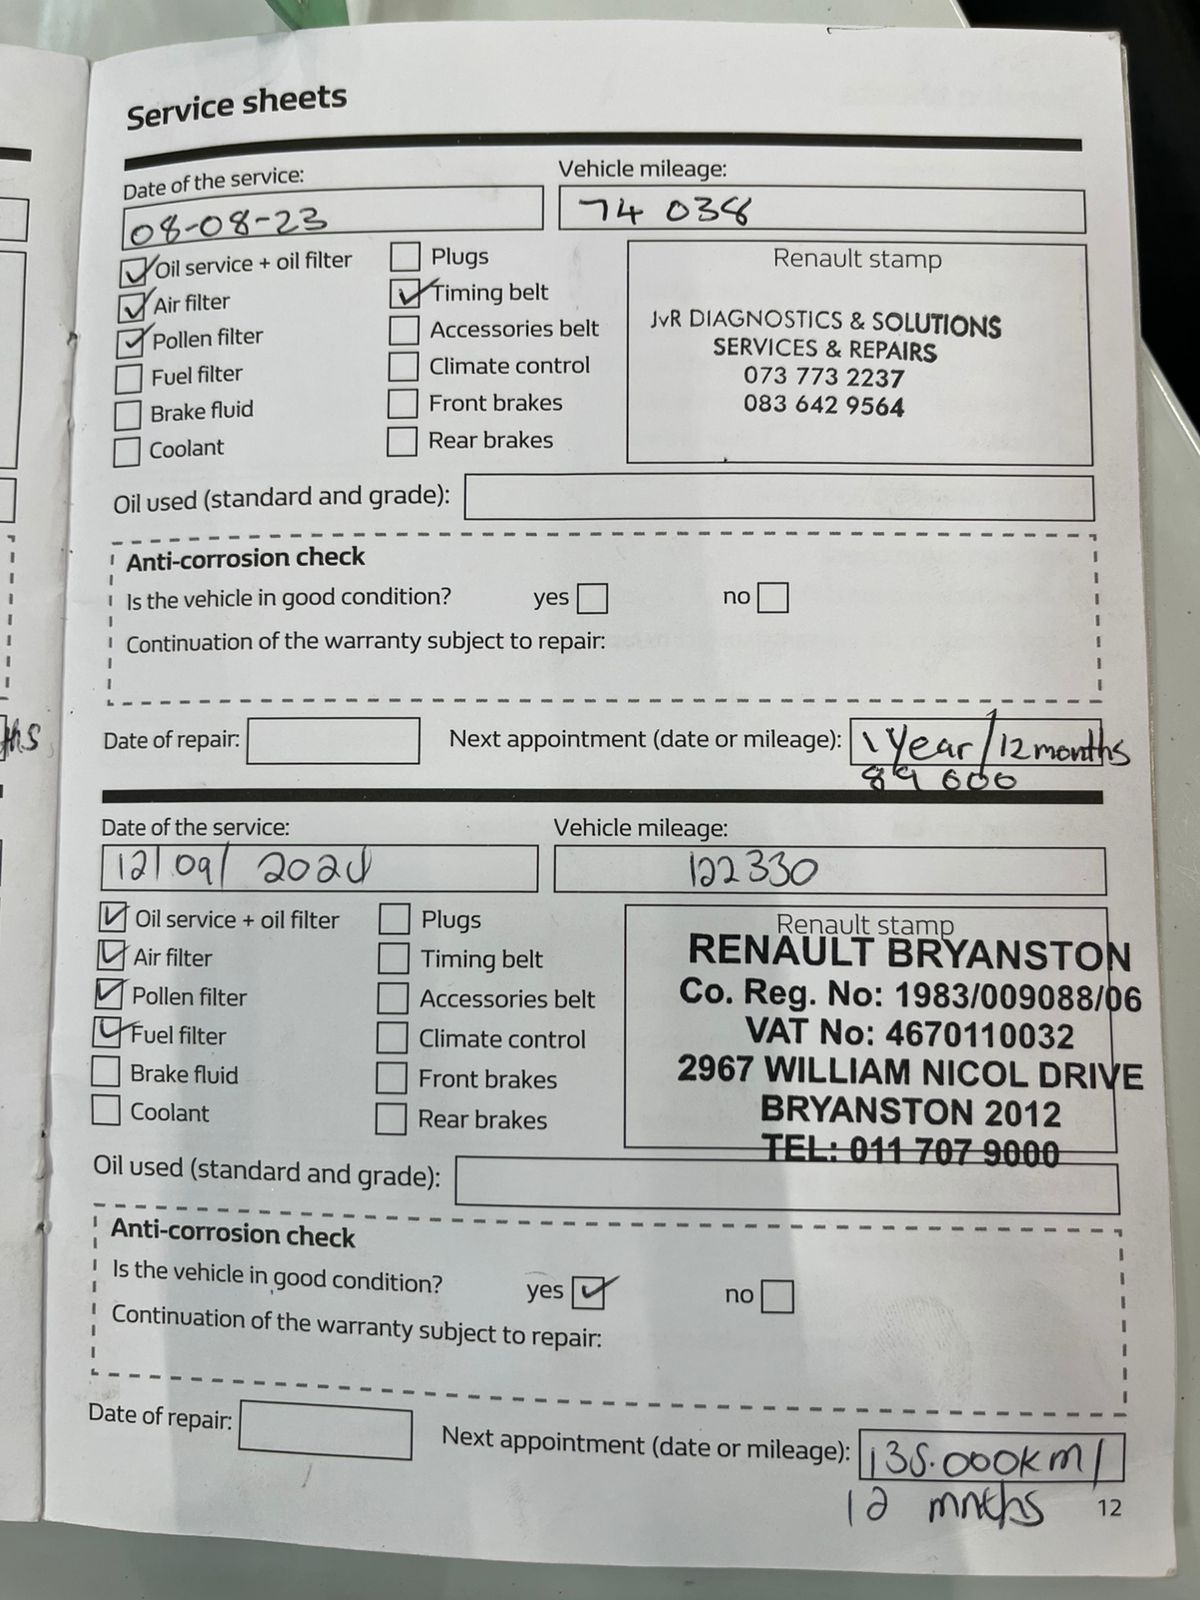 Service sheets
Date of the service:
Vehicle mileage:
08-08-23
74 038
Oil service + oil filter
Air filter
Pollen filter
Fuel filter
Brake fluid
Coolant
Plugs
Timing belt
Accessories belt
Climate control
Front brakes
Rear brakes
Renault stamp
JvR DIAGNOSTICS & SOLUTIONS
SERVICES & REPAIRS
073 773 2237
083 642 9564
Oil used (standard and grade):
Anti-corrosion check
Is the vehicle in good condition? yes no
Continuation of the warranty subject to repair:
Date of repair:
Next appointment (date or mileage): 1 Year / 12 months
89 000
Date of the service:
Vehicle mileage:
12/09/
122330
Oil service + oil filter
Air filter
Pollen filter
Fuel filter
Brake fluid
Coolant
Plugs
Timing belt
Accessories belt
Climate control
Front brakes
Rear brakes
Renault stamp
RENAULT BRYANSTON
Co. Reg. No: 1983/009088/06
VAT No: 4670110032
2967 WILLIAM NICOL DRIVE
BRYANSTON 2012
TEL: 011 707 9000
Oil used (standard and grade):
Anti-corrosion check
Is the vehicle in good condition? yes no
Continuation of the warranty subject to repair:
Date of repair:
Next appointment (date or mileage): 135.000km/
12 mnths
12